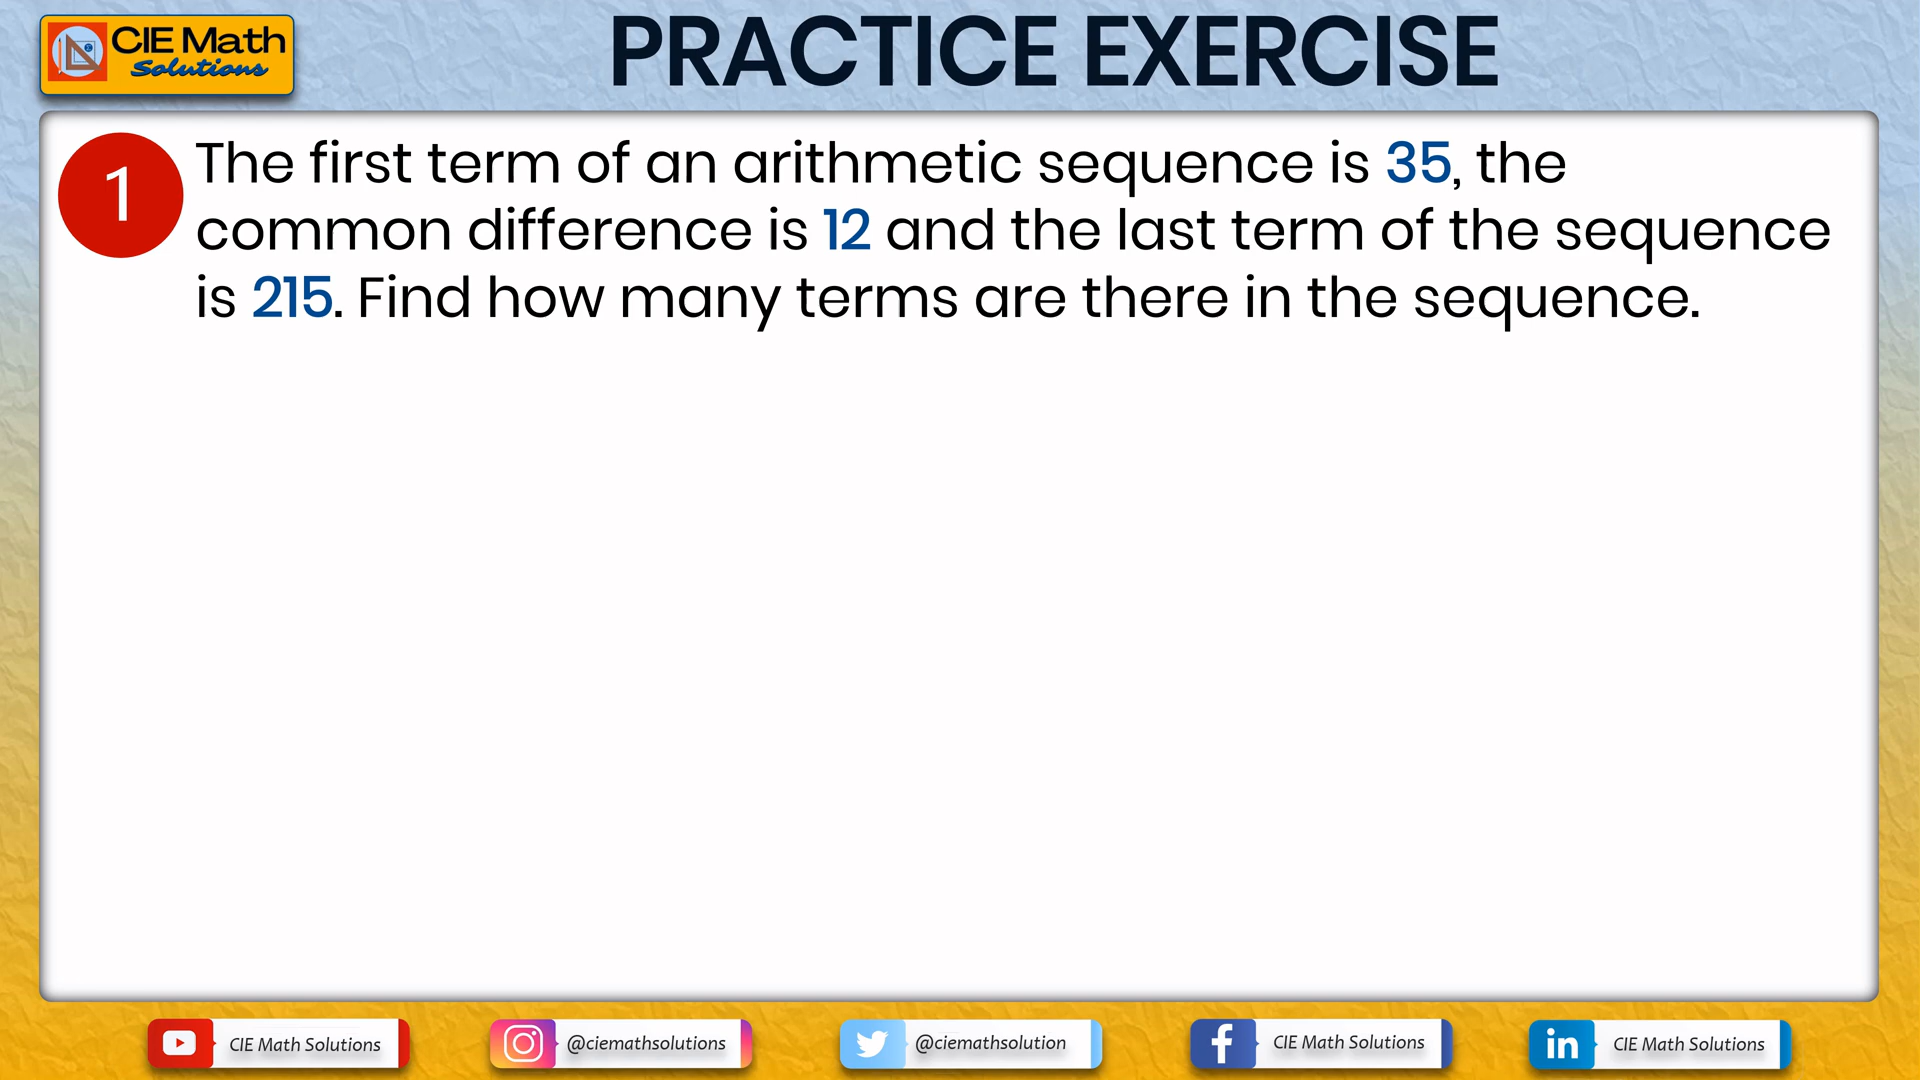 CIE Math
Solutions
PRACTICE EXERCISE
1
The first term of an arithmetic sequence is 35, the
common difference is 12 and the last term of the sequence
is 215. Find how many terms are there in the sequence.
CIE Math Solutions
@ciemathsolutions
@ciemathsolution
CIE Math Solutions
CIE Math Solutions